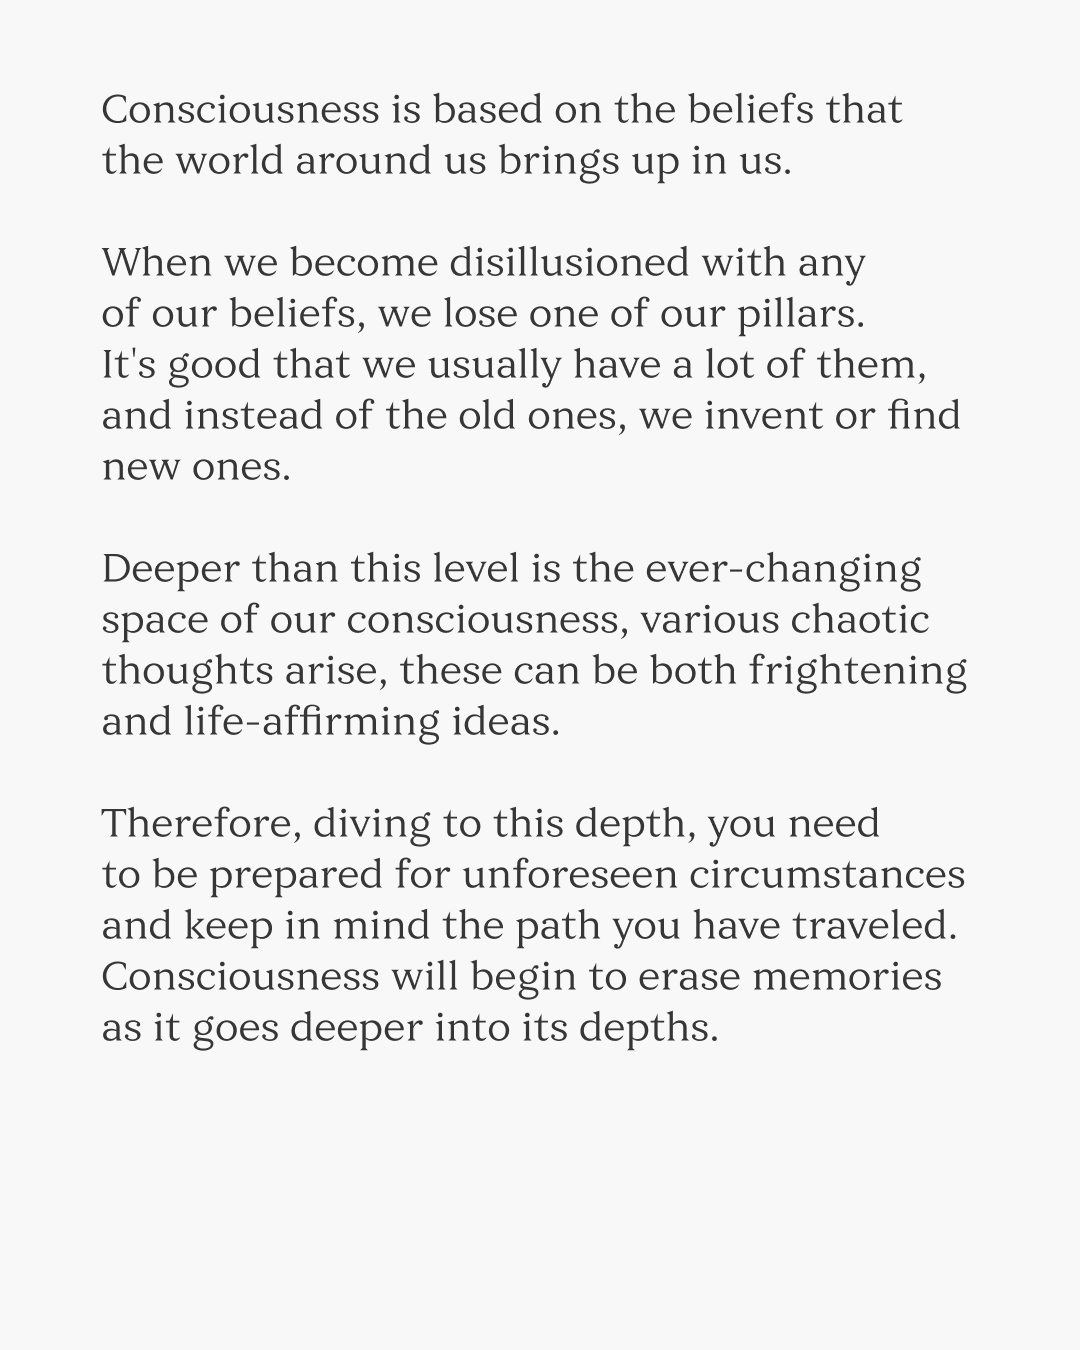 Consciousness is based on the beliefs that
the world around us brings up in us.
When we become disillusioned with any
of our beliefs, we lose one of our pillars.
It's good that we usually have a lot of them,
and instead of the old ones, we invent or find
new ones.
Deeper than this level is the ever-changing
space of our consciousness, various chaotic
thoughts arise, these can be both frightening
and life-affirming ideas.
Therefore, diving to this depth, you need
to be prepared for unforeseen circumstances
and keep in mind the path you have traveled.
Consciousness will begin to erase memories
as it goes deeper into its depths.